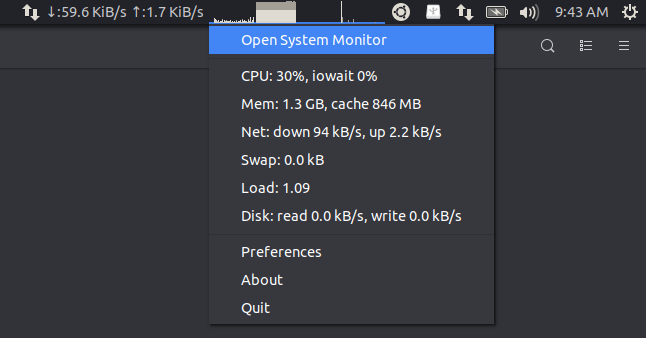 ↓:59.6 KiB/s ↑:1.7 KiB/s 9:43 AM
Open System Monitor
CPU: 30%, iowait 0%
Mem: 1.3 GB, cache 846 MB
Net: down 94 kB/s, up 2.2 kB/s
Swap: 0.0 kB
Load: 1.09
Disk: read 0.0 kB/s, write 0.0 kB/s
Preferences
About
Quit